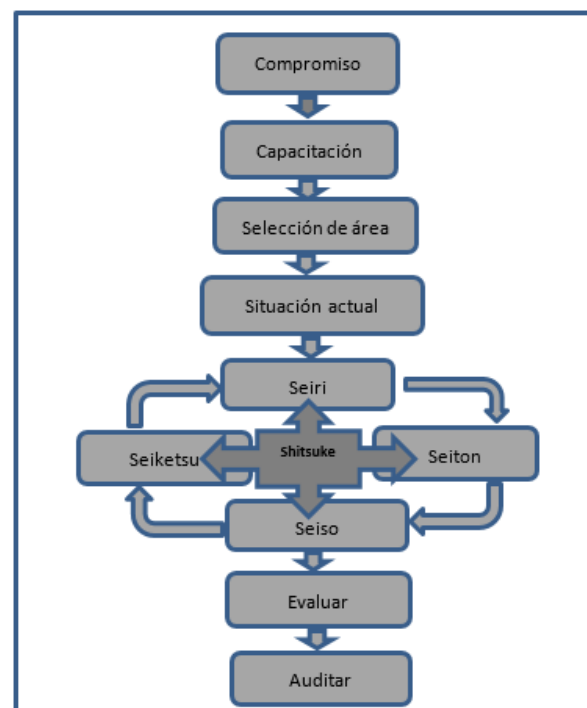 Compromiso
Capacitación
Selección de área
Situación actual
Seiri
Seiketsu
Shitsuke
Seiton
Seiso
Evaluar
Auditar